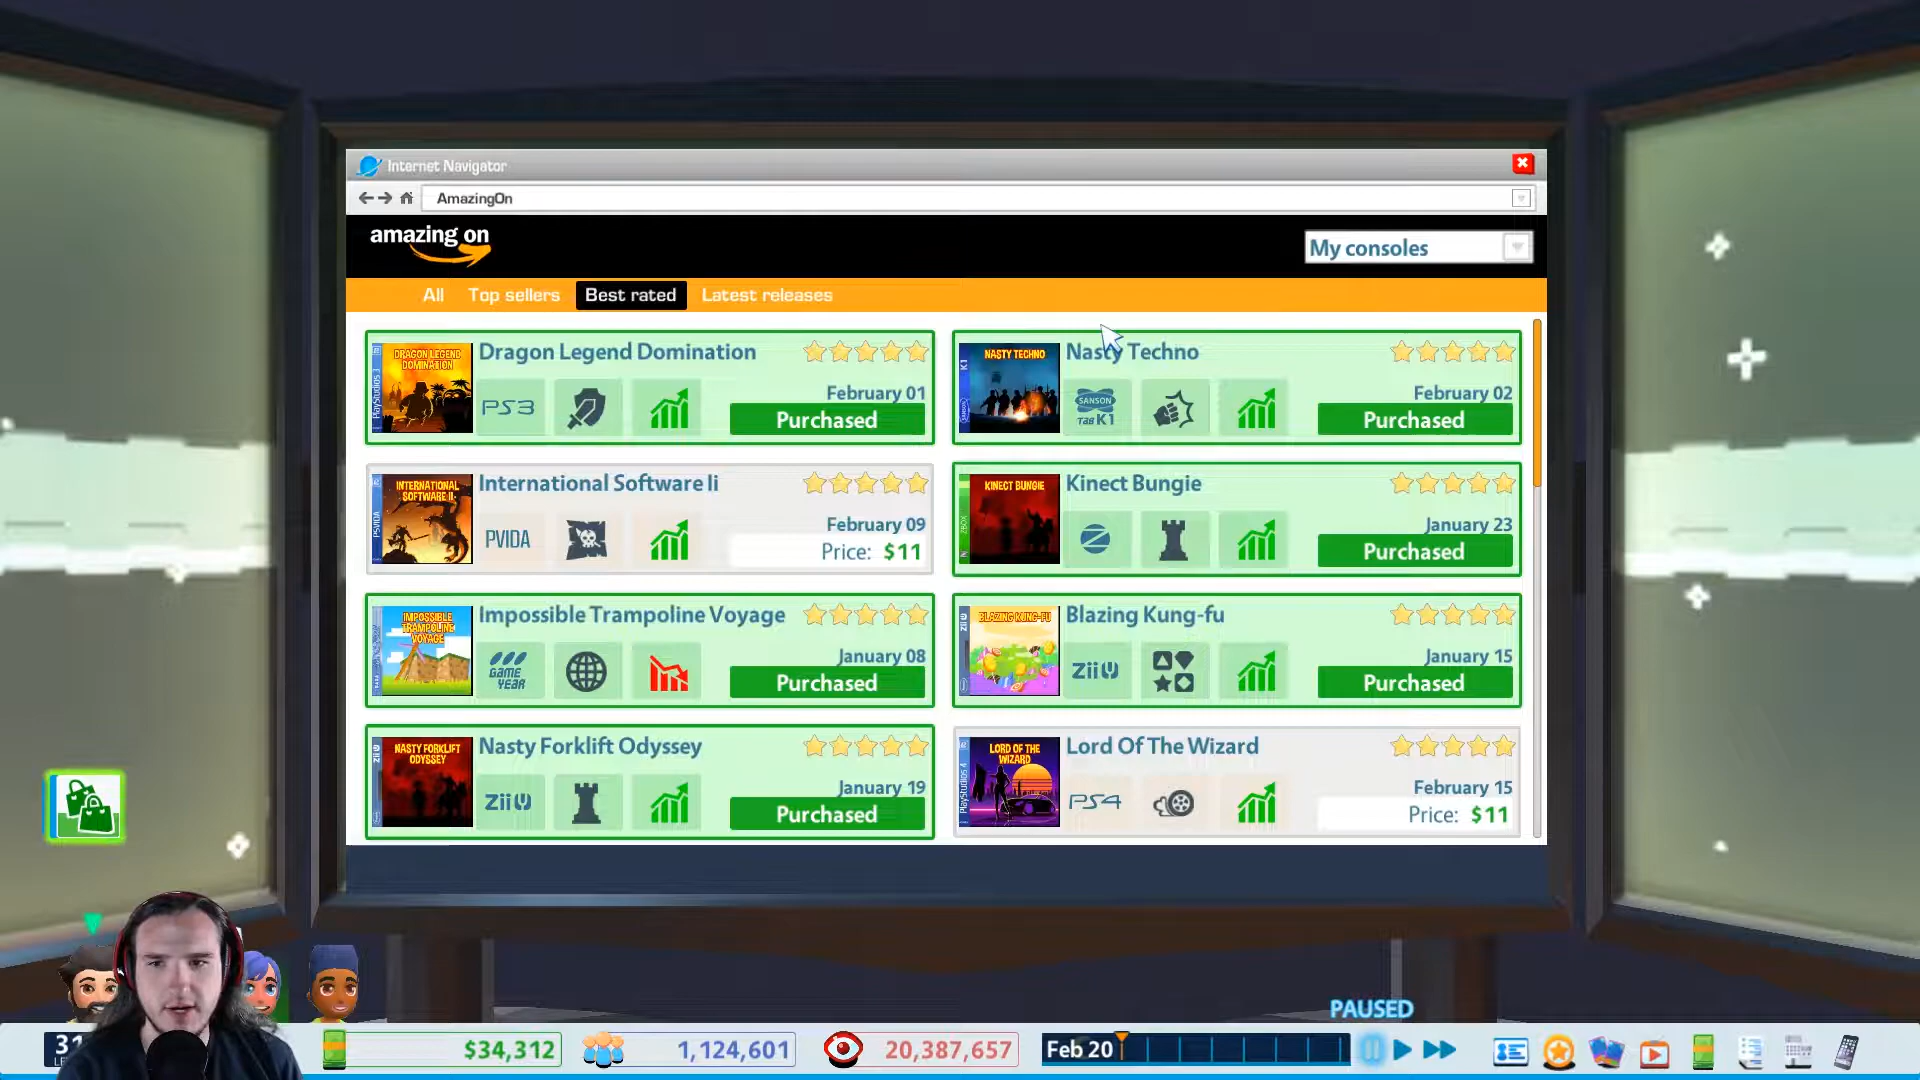 Internet Navigator
AmazingOn
amazing on
My consoles
All Top sellers Best rated Latest releases
DRAGON LEGEND DOMINATION
Dragon Legend Domination
PS3
February 01
Purchased
NASTY TECHNO
Nasty Techno
SANSON TAB K1
February 02
Purchased
INTERNATIONAL SOFTWARE II
International Software Ii
PVIDA
February 09
Price: $11
KINECT BUNGIE
Kinect Bungie
January 23
Purchased
IMPOSSIBLE TRAMPOLINE VOYAGE
Impossible Trampoline Voyage
GAME YEAR
January 08
Purchased
BLAZING KUNG-FU
Blazing Kung-fu
ZiiU
January 15
Purchased
NASTY FORKLIFT ODYSSEY
Nasty Forklift Odyssey
ZiiU
January 19
Purchased
LORD OF THE WIZARD
Lord Of The Wizard
PS4
February 15
Price: $11
PAUSED
31
$34,312
1,124,601
20,387,657
Feb 20